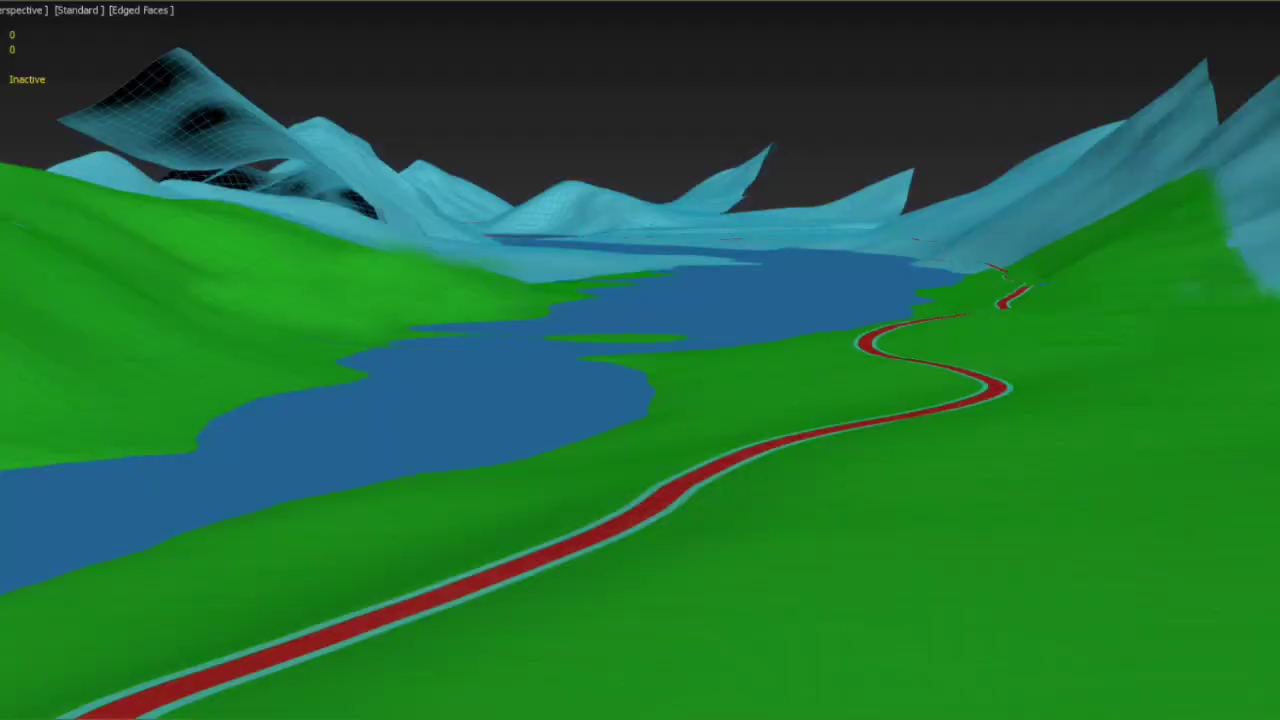 erspective ] [Standard ] [Edged Faces ]
0
0
Inactive